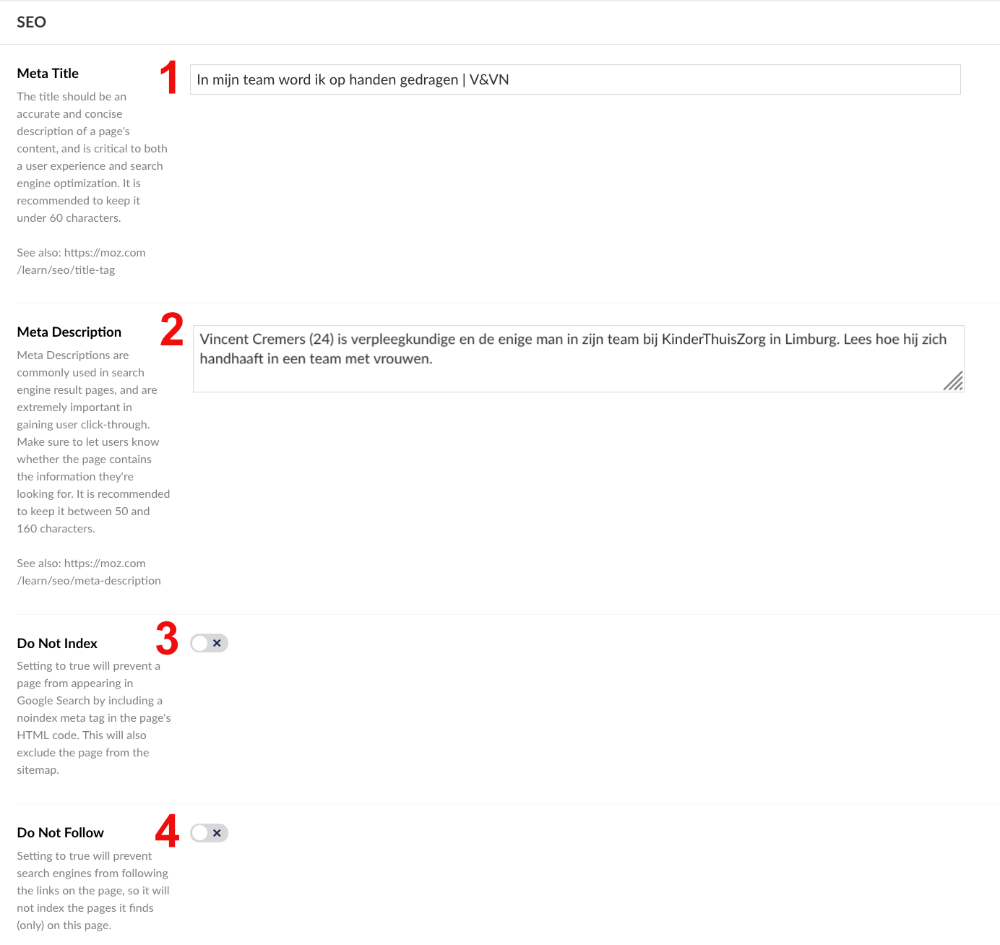 SEO
Meta Title
1
In mijn team word ik op handen gedragen | V&VN
The title should be an
accurate and concise
description of a page's
content, and is critical to both
a user experience and search
engine optimization. It is
recommended to keep it
under 60 characters.
See also: https://moz.com
/learn/seo/title-tag
Meta Description
2
Vincent Cremers (24) is verpleegkundige en de enige man in zijn team bij KinderThuisZorg in Limburg. Lees hoe hij zich
handhaaft in een team met vrouwen.
Meta Descriptions are
commonly used in search
engine result pages, and are
extremely important in
gaining user click-through.
Make sure to let users know
whether the page contains
the information they're
looking for. It is recommended
to keep it between 50 and
160 characters.
See also: https://moz.com
/learn/seo/meta-description
Do Not Index
3
Setting to true will prevent a
page from appearing in
Google Search by including a
noindex meta tag in the page's
HTML code. This will also
exclude the page from the
sitemap.
Do Not Follow
4
Setting to true will prevent
search engines from following
the links on the page, so it will
not index the pages it finds
(only) on this page.